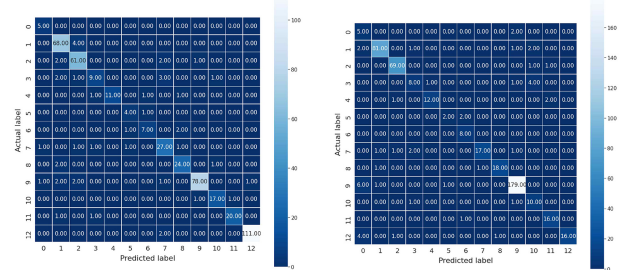 0 5.00 0.00 0.00 0.00 0.00 0.00 0.00 0.00 0.00 0.00 0.00 0.00 0.00
1 0.00 68.00 4.00 0.00 0.00 0.00 0.00 0.00 0.00 0.00 0.00 0.00 0.00
2 0.00 2.00 61.00 0.00 0.00 0.00 0.00 2.00 0.00 1.00 0.00 0.00 0.00
3 0.00 2.00 1.00 9.00 0.00 0.00 0.00 3.00 0.00 0.00 1.00 0.00 0.00
4 0.00 0.00 0.00 1.00 11.00 0.00 1.00 0.00 1.00 0.00 0.00 0.00 0.00
5 0.00 0.00 0.00 0.00 0.00 4.00 1.00 0.00 0.00 0.00 0.00 0.00 0.00
6 0.00 0.00 0.00 0.00 0.00 1.00 7.00 0.00 2.00 0.00 0.00 0.00 0.00
7 1.00 0.00 1.00 1.00 0.00 0.00 0.00 27.00 1.00 0.00 0.00 0.00 0.00
8 0.00 2.00 0.00 0.00 0.00 0.00 0.00 0.00 24.00 0.00 1.00 0.00 0.00
9 1.00 2.00 2.00 0.00 0.00 0.00 0.00 1.00 0.00 78.00 0.00 0.00 1.00
10 0.00 0.00 0.00 0.00 0.00 0.00 0.00 0.00 0.00 1.00 17.00 1.00 0.00
11 0.00 1.00 0.00 1.00 0.00 0.00 0.00 0.00 0.00 0.00 0.00 20.00 0.00
12 0.00 0.00 0.00 0.00 0.00 0.00 0.00 2.00 0.00 0.00 0.00 0.00 111.00
0 1 2 3 4 5 6 7 8 9 10 11 12
Predicted label
Actual label
100
80
60
40
20
0
0 5.00 0.00 0.00 0.00 0.00 0.00 0.00 0.00 0.00 2.00 0.00 0.00 0.00
1 2.00 81.00 0.00 1.00 0.00 0.00 0.00 0.00 0.00 2.00 0.00 0.00 0.00
2 0.00 0.00 69.00 0.00 0.00 0.00 0.00 0.00 0.00 0.00 1.00 0.00 1.00
3 0.00 0.00 0.00 8.00 1.00 0.00 0.00 0.00 0.00 1.00 4.00 0.00 0.00
4 0.00 0.00 1.00 0.00 12.00 0.00 0.00 0.00 0.00 0.00 0.00 2.00 0.00
5 0.00 0.00 0.00 0.00 0.00 2.00 2.00 0.00 0.00 0.00 0.00 0.00 0.00
6 0.00 0.00 0.00 0.00 0.00 0.00 8.00 0.00 0.00 0.00 0.00 0.00 0.00
7 0.00 1.00 1.00 0.00 0.00 0.00 0.00 17.00 0.00 1.00 0.00 0.00 0.00
8 0.00 1.00 0.00 0.00 0.00 0.00 0.00 1.00 18.00 0.00 0.00 0.00 0.00
9 6.00 1.00 0.00 0.00 0.00 1.00 0.00 0.00 0.00 179.00 0.00 0.00 0.00
10 0.00 0.00 0.00 0.00 0.00 0.00 0.00 0.00 0.00 1.00 10.00 0.00 0.00
11 0.00 0.00 0.00 0.00 0.00 0.00 1.00 0.00 0.00 0.00 0.00 16.00 0.00
12 4.00 0.00 1.00 0.00 0.00 0.00 0.00 0.00 2.00 0.00 0.00 1.00 16.00
0 1 2 3 4 5 6 7 8 9 10 11 12
Predicted label
Actual label
160
140
120
100
80
60
40
20
0